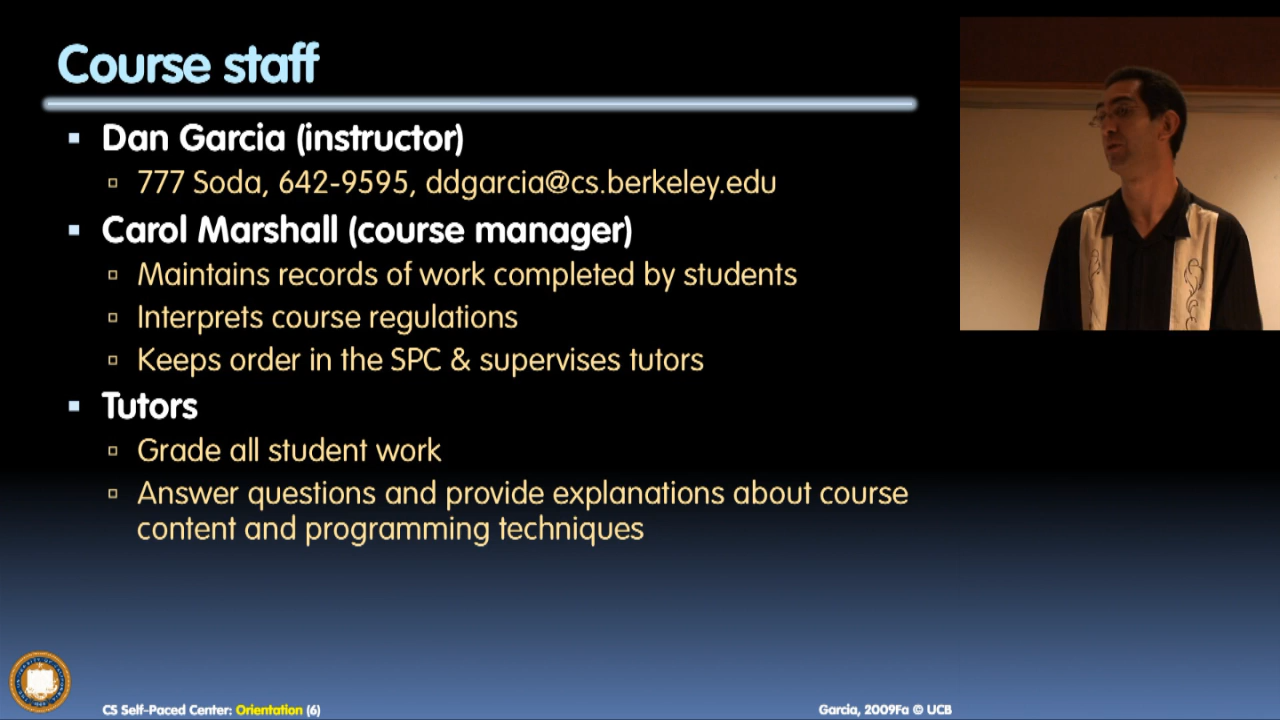 Course staff
Dan Garcia (instructor)
777 Soda, 642-9595, ddgarcia@cs.berkeley.edu
Carol Marshall (course manager)
Maintains records of work completed by students
Interprets course regulations
Keeps order in the SPC & supervises tutors
Tutors
Grade all student work
Answer questions and provide explanations about course
content and programming techniques
CS Self-Paced Center: Orientation (6)
Garcia, 2009Fa © UCB